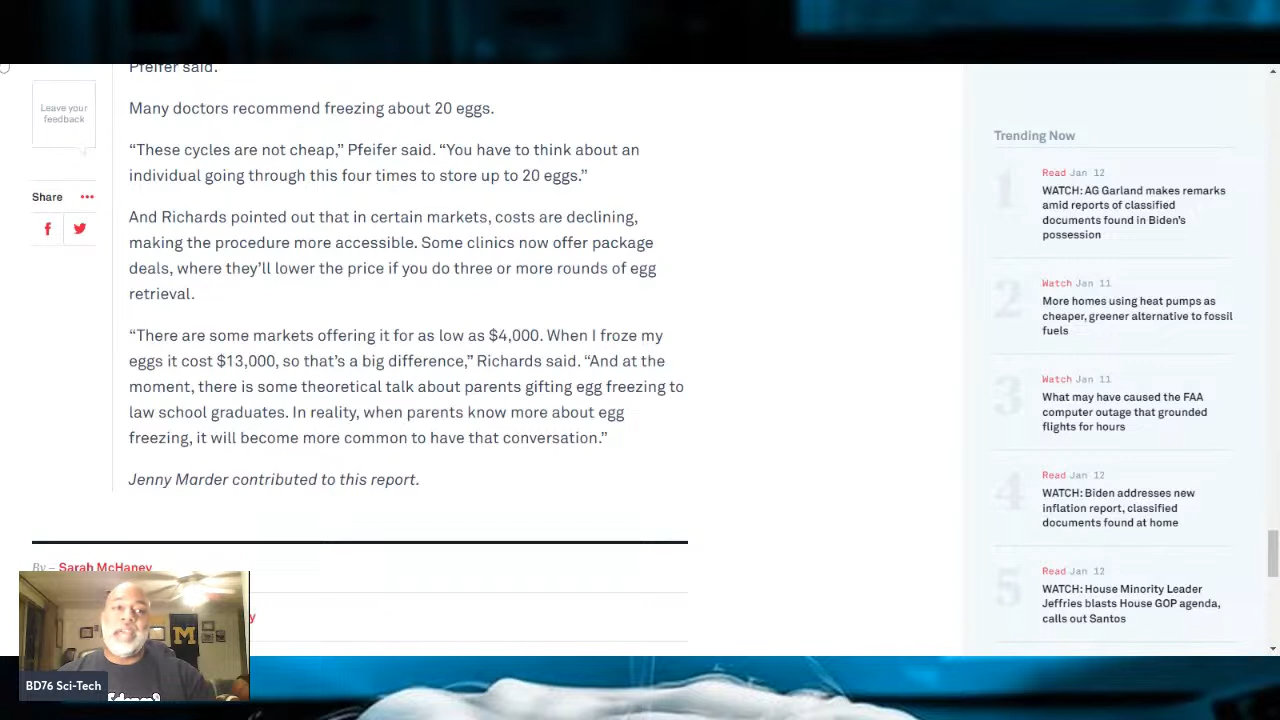 Pfeifer said.
Many doctors recommend freezing about 20 eggs.
“These cycles are not cheap,” Pfeifer said. “You have to think about an
individual going through this four times to store up to 20 eggs.”
And Richards pointed out that in certain markets, costs are declining,
making the procedure more accessible. Some clinics now offer package
deals, where they’ll lower the price if you do three or more rounds of egg
retrieval.
“There are some markets offering it for as low as $4,000. When I froze my
eggs it cost $13,000, so that’s a big difference,” Richards said. “And at the
moment, there is some theoretical talk about parents gifting egg freezing to
law school graduates. In reality, when parents know more about egg
freezing, it will become more common to have that conversation.”
Jenny Marder contributed to this report.
By – Sarah McHaney
Leave your
feedback
Share
Trending Now
1
Read Jan 12
WATCH: AG Garland makes remarks
amid reports of classified
documents found in Biden’s
possession
2
Watch Jan 11
More homes using heat pumps as
cheaper, greener alternative to fossil
fuels
3
Watch Jan 11
What may have caused the FAA
computer outage that grounded
flights for hours
4
Read Jan 12
WATCH: Biden addresses new
inflation report, classified
documents found at home
5
Read Jan 12
WATCH: House Minority Leader
Jeffries blasts House GOP agenda,
calls out Santos
M
BD76 Sci-Tech